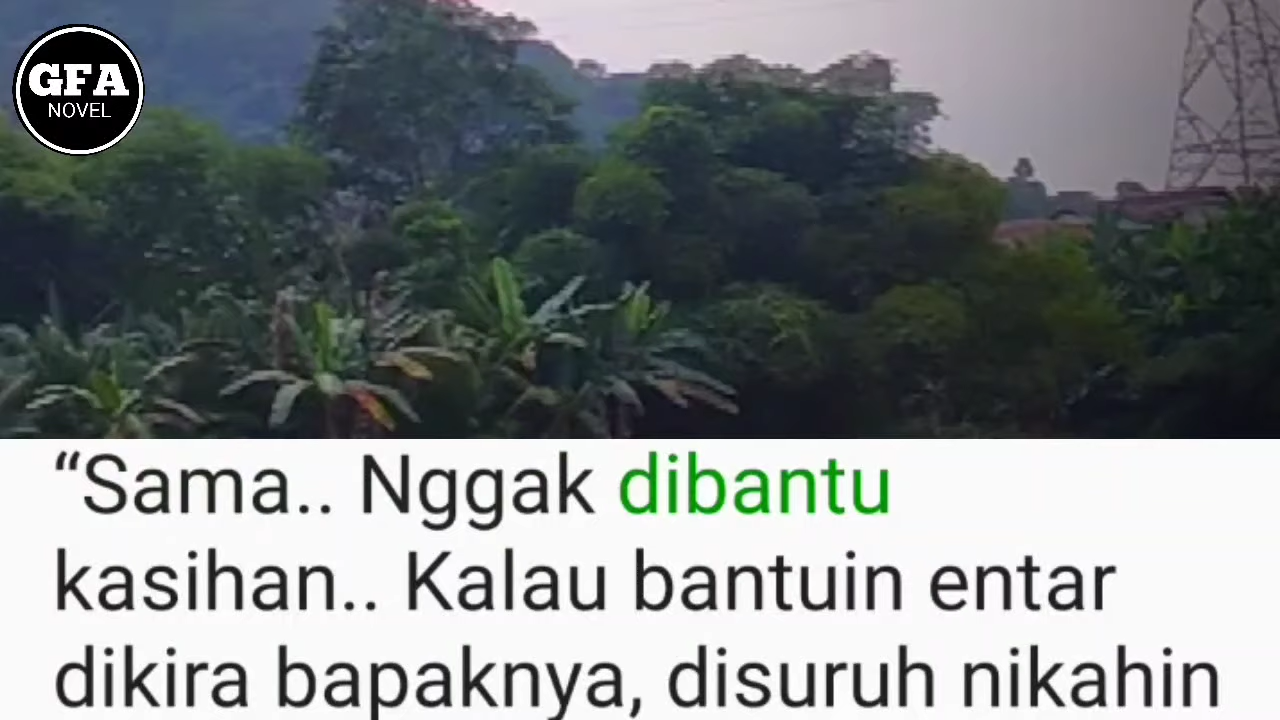 GFA
NOVEL
“Sama.. Nggak dibantu
kasihan.. Kalau bantuin entar
dikira bapaknya, disuruh nikahin